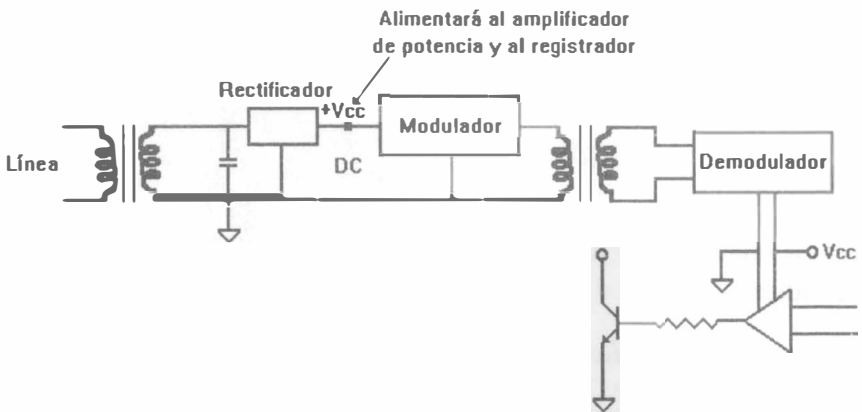 Alimentará al amplificador
de potencia y al registrador
Rectificador
+Vcc
Modulador
Línea
DC
Demodulador
Vcc